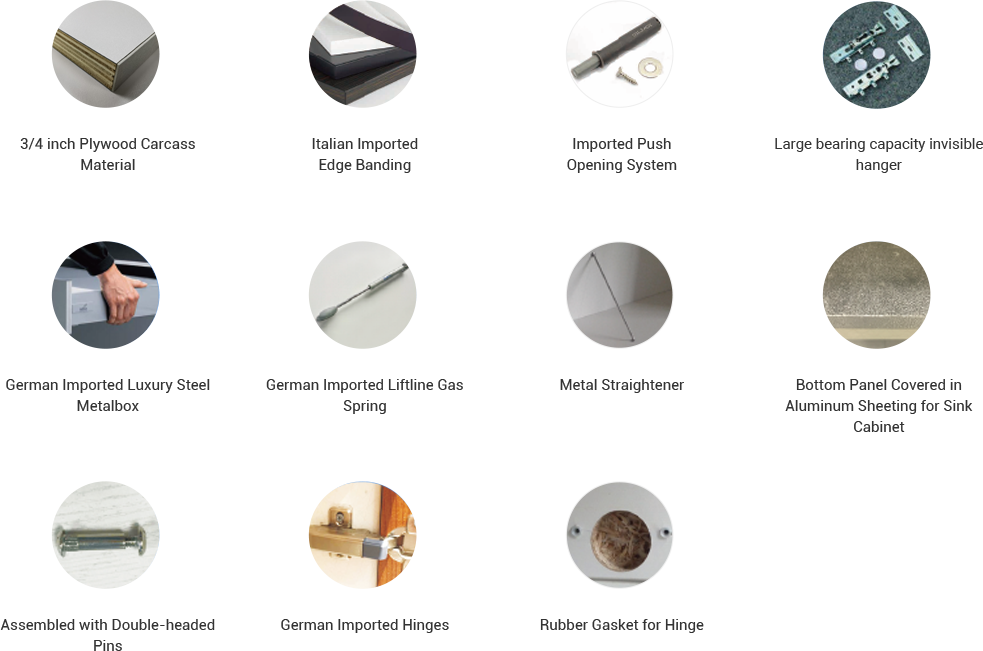 3/4 inch Plywood Carcass
Material
Italian Imported
Edge Banding
Imported Push
Opening System
Large bearing capacity invisible
hanger
German Imported Luxury Steel
Metalbox
German Imported Liftline Gas
Spring
Metal Straightener
Bottom Panel Covered in
Aluminum Sheeting for Sink
Cabinet
Assembled with Double-headed
Pins
German Imported Hinges
Rubber Gasket for Hinge